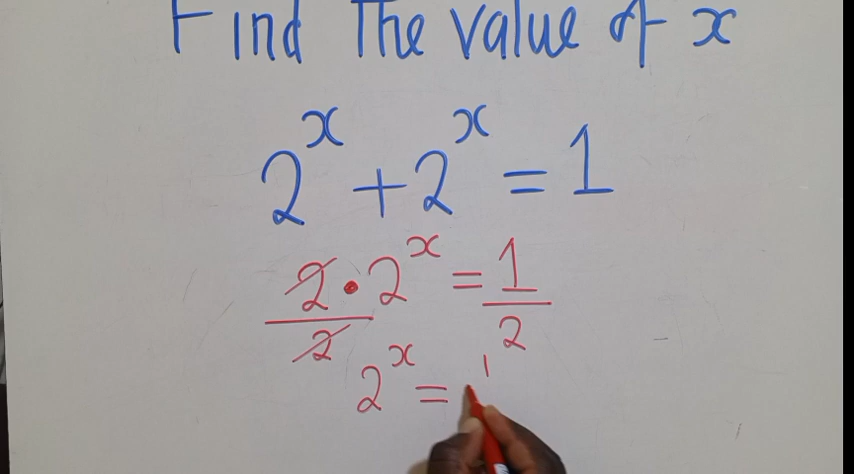 Find The value of x
2^x + 2^x = 1
2 • 2^x = 1
2 2
2^x = 1